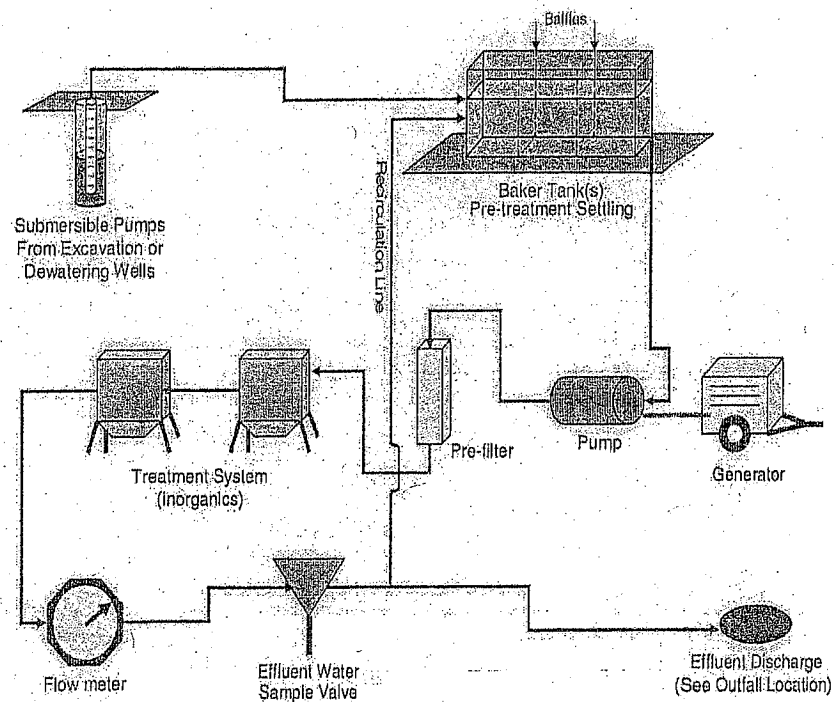 Baffles
Baker Tank(s)
Pre-treatment Settling
Submersible Pumps
From Excavation or
Dewatering Wells
Recirculation Line
Pre-filter
Pump
Generator
Treatment System
(Inorganics)
Flow meter
Effluent Water
Sample Valve
Effluent Discharge
(See Outfall Location)